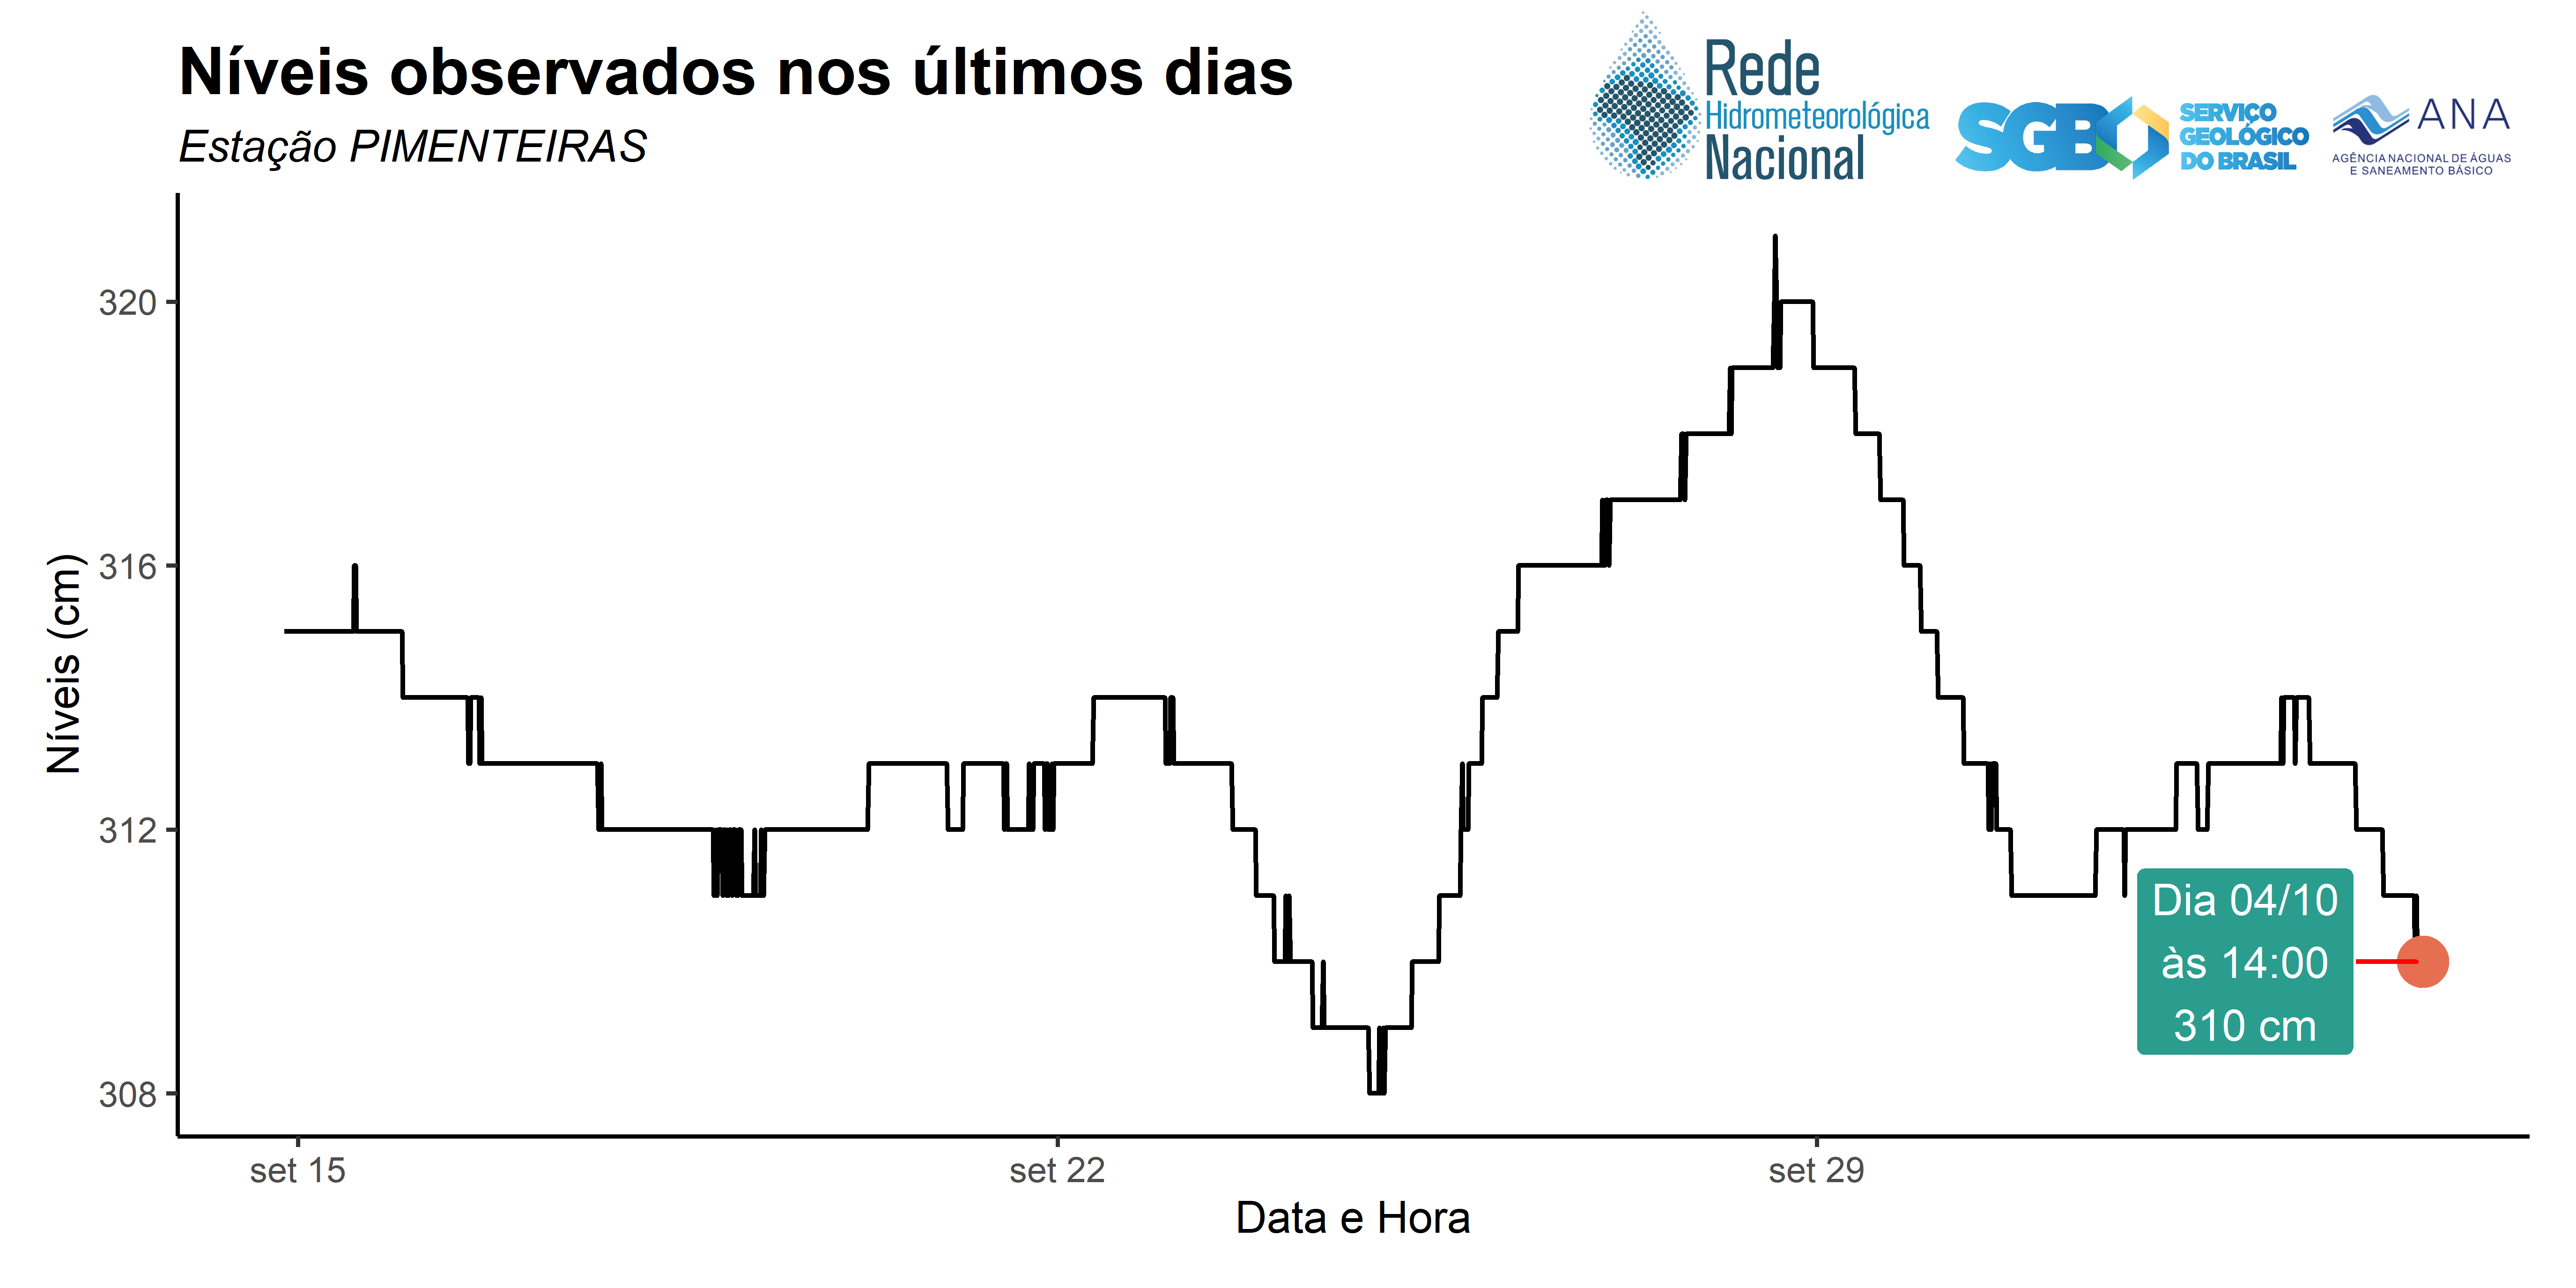 Níveis observados nos últimos dias
Estação PIMENTEIRAS
Rede
Hidrometeorológica
Nacional
SGB
SERVIÇO
GEOLÓGICO
DO BRASIL
ANA
AGÊNCIA NACIONAL DE ÁGUAS
E SANEAMENTO BÁSICO
Níveis (cm)
320
316
312
308
Dia 04/10
às 14:00
310 cm
set 15
set 22
set 29
Data e Hora